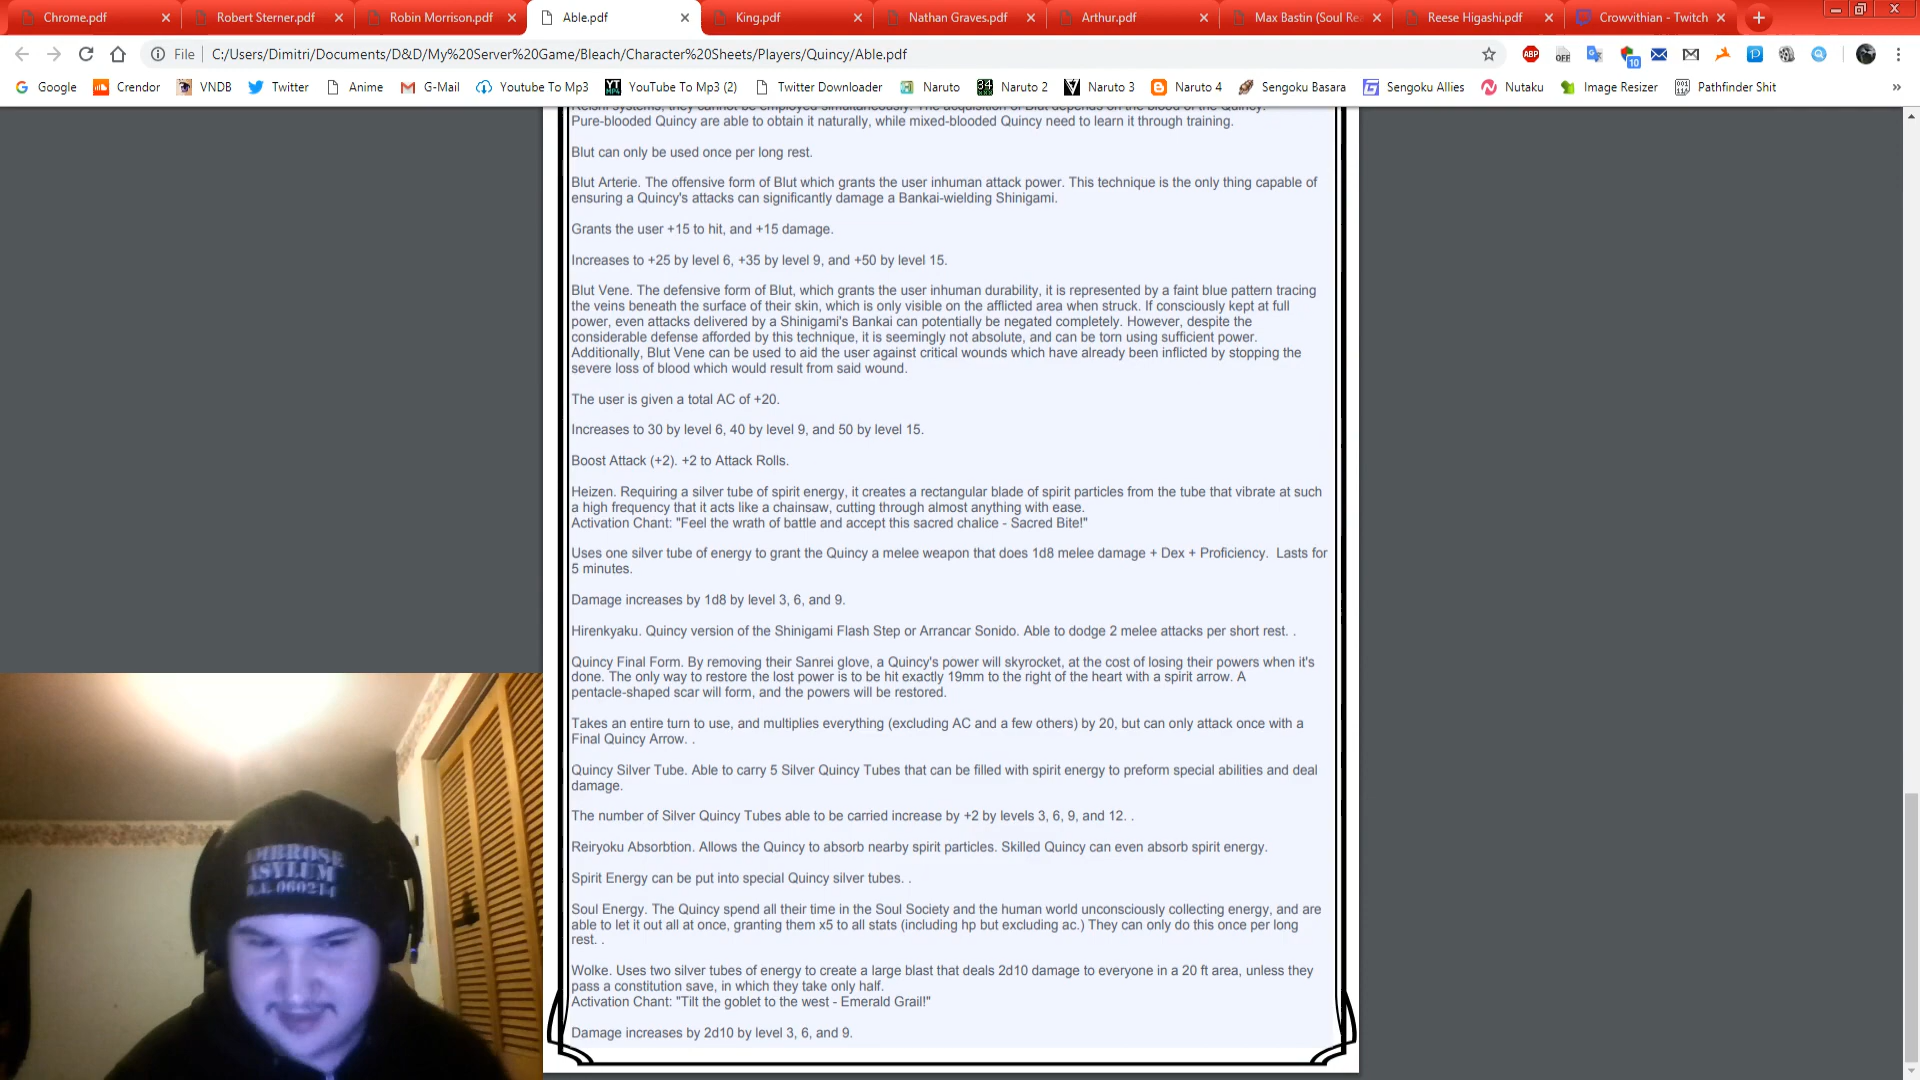 Chrome.pdf
Robert Sterner.pdf
Robin Morrison.pdf
Able.pdf
King.pdf
Nathan Graves.pdf
Arthur.pdf
Max Bastin (Soul Re
Reese Higashi.pdf
Crowvithian - Twitch
File
C:/Users/Dimitri/Documents/D&D/My%20Server%20Game/Bleach/Character%20Sheets/Players/Quincy/Able.pdf
ABP
OFF
10
Google
Crendor
VNDB
Twitter
Anime
G-Mail
Youtube To Mp3
YouTube To Mp3 (2)
Twitter Downloader
Naruto
Naruto 2
Naruto 3
Naruto 4
Sengoku Basara
Sengoku Allies
Nutaku
Image Resizer
Pathfinder Shit
Reishi systems, they cannot be employed simultaneously. The acquisition of Blut depends on the blood of the Quincy.
Pure-blooded Quincy are able to obtain it naturally, while mixed-blooded Quincy need to learn it through training.
Blut can only be used once per long rest.
Blut Arterie. The offensive form of Blut which grants the user inhuman attack power. This technique is the only thing capable of
ensuring a Quincy's attacks can significantly damage a Bankai-wielding Shinigami.
Grants the user +15 to hit, and +15 damage.
Increases to +25 by level 6, +35 by level 9, and +50 by level 15.
Blut Vene. The defensive form of Blut, which grants the user inhuman durability, it is represented by a faint blue pattern tracing
the veins beneath the surface of their skin, which is only visible on the afflicted area when struck. If consciously kept at full
power, even attacks delivered by a Shinigami's Bankai can potentially be negated completely. However, despite the
considerable defense afforded by this technique, it is seemingly not absolute, and can be torn using sufficient power.
Additionally, Blut Vene can be used to aid the user against critical wounds which have already been inflicted by stopping the
severe loss of blood which would result from said wound.
The user is given a total AC of +20.
Increases to 30 by level 6, 40 by level 9, and 50 by level 15.
Boost Attack (+2). +2 to Attack Rolls.
Heizen. Requiring a silver tube of spirit energy, it creates a rectangular blade of spirit particles from the tube that vibrate at such
a high frequency that it acts like a chainsaw, cutting through almost anything with ease.
Activation Chant: "Feel the wrath of battle and accept this sacred chalice - Sacred Bite!"
Uses one silver tube of energy to grant the Quincy a melee weapon that does 1d8 melee damage + Dex + Proficiency. Lasts for
5 minutes.
Damage increases by 1d8 by level 3, 6, and 9.
Hirenkyaku. Quincy version of the Shinigami Flash Step or Arrancar Sonido. Able to dodge 2 melee attacks per short rest. .
Quincy Final Form. By removing their Sanrei glove, a Quincy's power will skyrocket, at the cost of losing their powers when it's
done. The only way to restore the lost power is to be hit exactly 19mm to the right of the heart with a spirit arrow. A
pentacle-shaped scar will form, and the powers will be restored.
Takes an entire turn to use, and multiplies everything (excluding AC and a few others) by 20, but can only attack once with a
Final Quincy Arrow. .
Quincy Silver Tube. Able to carry 5 Silver Quincy Tubes that can be filled with spirit energy to preform special abilities and deal
damage.
The number of Silver Quincy Tubes able to be carried increase by +2 by levels 3, 6, 9, and 12. .
Reiryoku Absorbtion. Allows the Quincy to absorb nearby spirit particles. Skilled Quincy can even absorb spirit energy.
Spirit Energy can be put into special Quincy silver tubes. .
Soul Energy. The Quincy spend all their time in the Soul Society and the human world unconsciously collecting energy, and are
able to let it out all at once, granting them x5 to all stats (including hp but excluding ac.) They can only do this once per long
rest. .
Wolke. Uses two silver tubes of energy to create a large blast that deals 2d10 damage to everyone in a 20 ft area, unless they
pass a constitution save, in which they take only half.
Activation Chant: "Tilt the goblet to the west - Emerald Grail!"
Damage increases by 2d10 by level 3, 6, and 9.
AMBROSE
ASYLUM
D.A. 060214